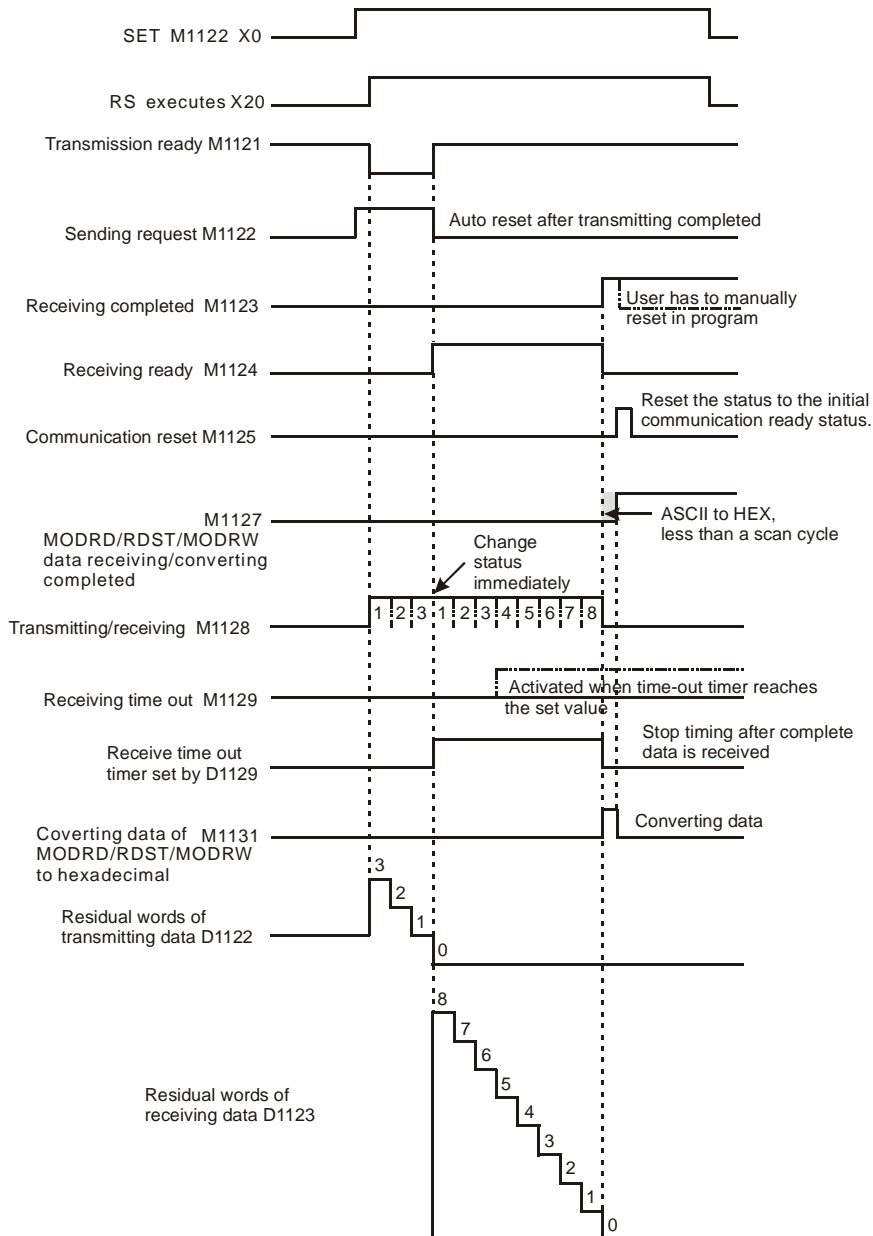 SET M1122 X0
RS executes X20
Transmission ready M1121
Sending request M1122
Auto reset after transmitting completed
Receiving completed M1123
User has to manually
reset in program
Receiving ready M1124
Reset the status to the initial
communication ready status.
Communication reset M1125
M1127
MODRD/RDST/MODRW
data receiving/converting
completed
ASCII to HEX,
less than a scan cycle
Change
status
immediately
Transmitting/receiving M1128
1 2 3 1 2 3 4 5 6 7 8
Receiving time out M1129
Activated when time-out timer reaches
the set value
Receive time out
timer set by D1129
Stop timing after complete
data is received
Coverting data of M1131
MODRD/RDST/MODRW
to hexadecimal
Converting data
Residual words of
transmitting data D1122
3
2
1
0
Residual words of
receiving data D1123
8
7
6
5
4
3
2
1
0